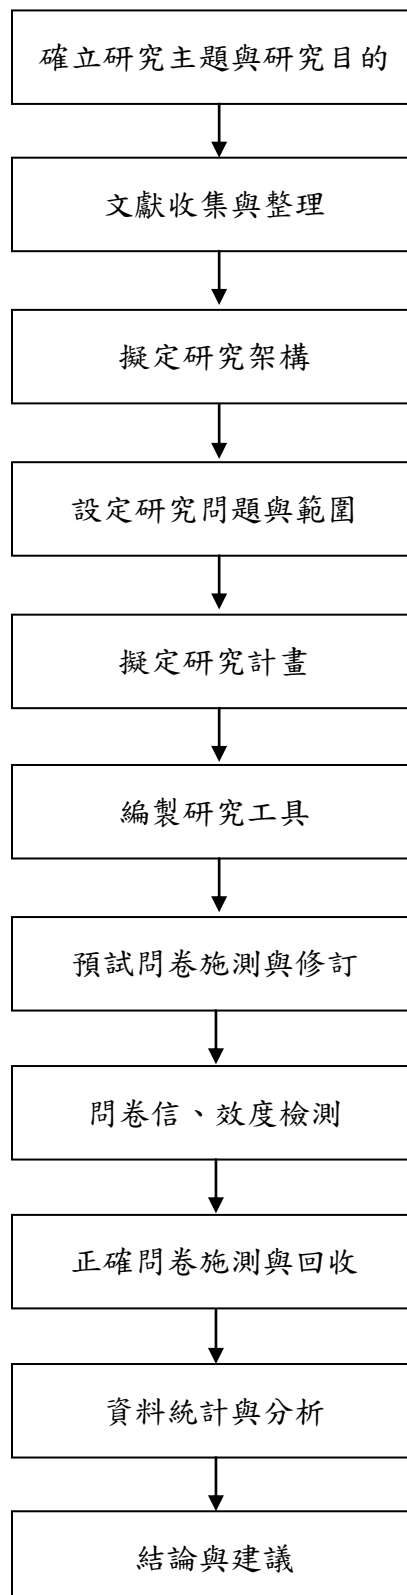 確立研究主題與研究目的
文獻收集與整理
擬定研究架構
設定研究問題與範圍
擬定研究計畫
編製研究工具
預試問卷施測與修訂
問卷信、效度檢測
正確問卷施測與回收
資料統計與分析
結論與建議